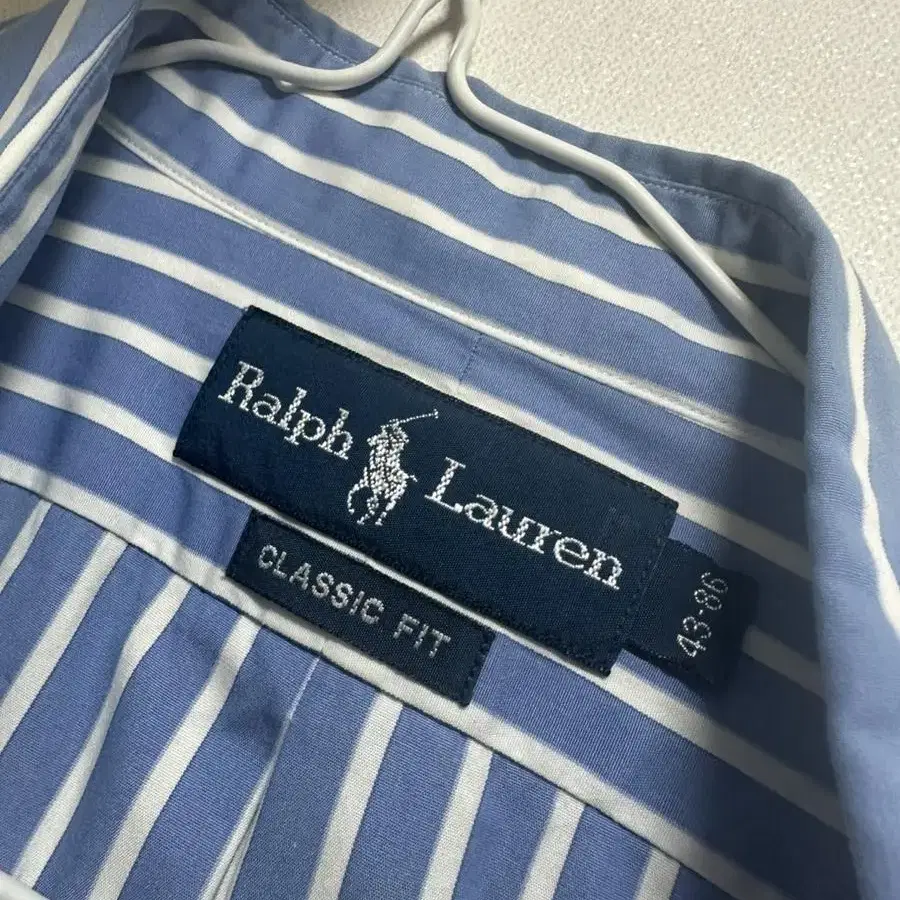 Ralph Lauren
CLASSIC FIT
43-86